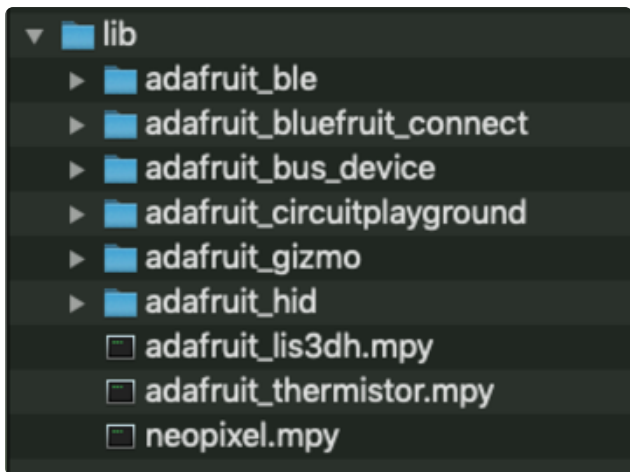 lib
adafruit_ble
adafruit_bluefruit_connect
adafruit_bus_device
adafruit_circuitplayground
adafruit_gizmo
adafruit_hid
adafruit_lis3dh.mpy
adafruit_thermistor.mpy
neopixel.mpy